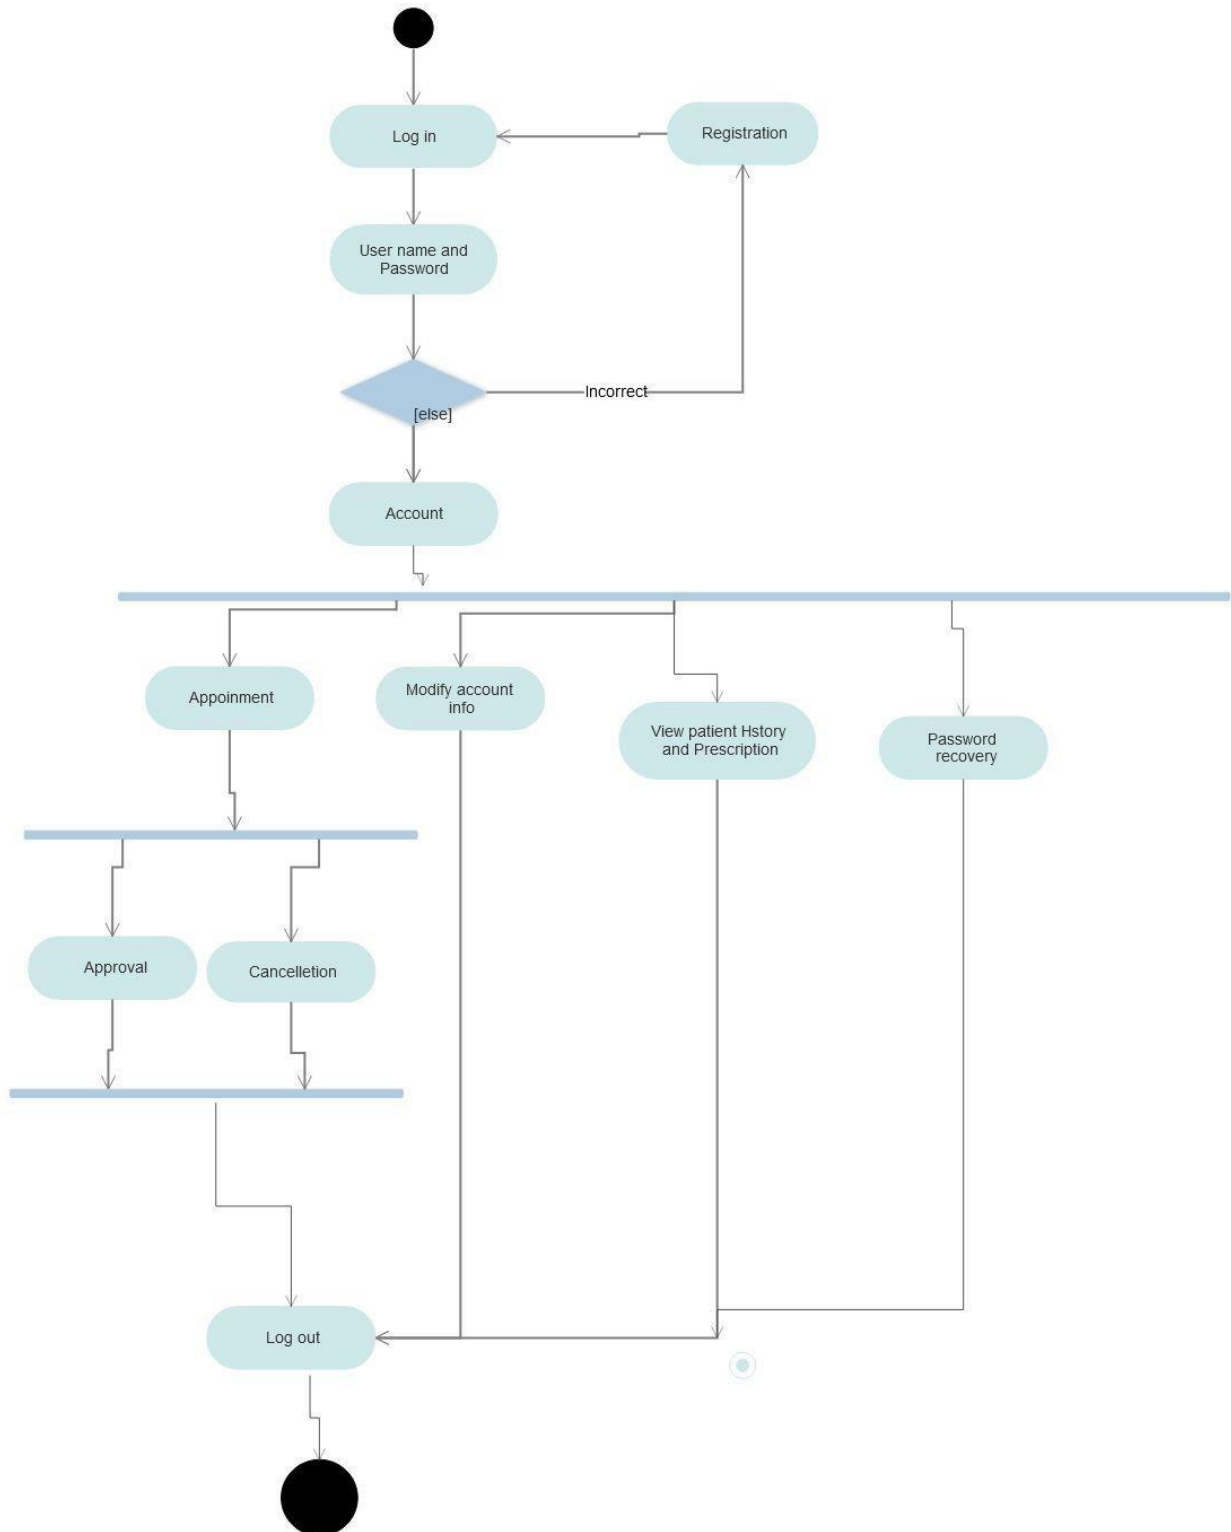 Log in
Registration
User name and
Password
Incorrect
[else]
Account
Appoinment
Modify account
info
View patient Hstory
and Prescription
Password
recovery
Approval
Cancelletion
Log out